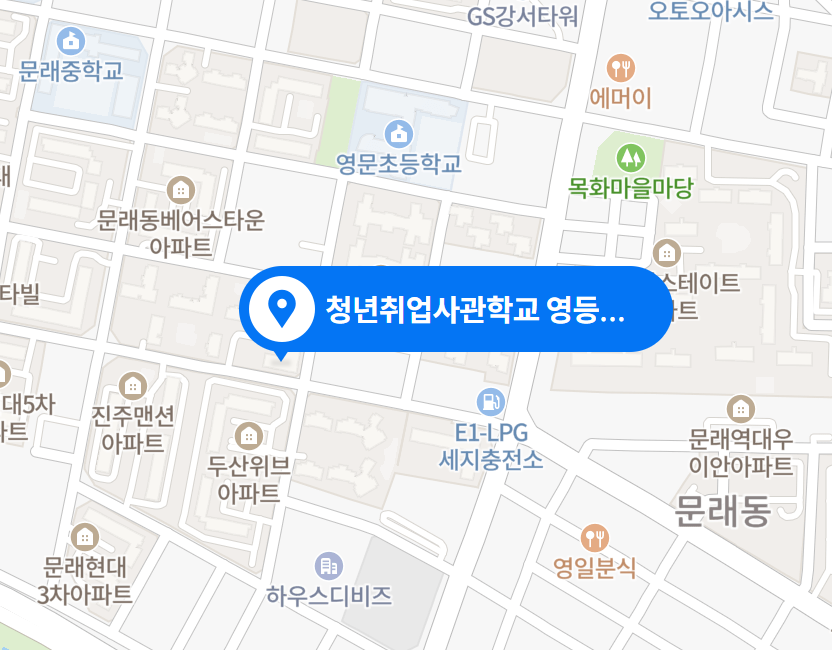 GS강서타워
오토오아시스
문래중학교
에머이
영문초등학교
목화마을마당
문래동베어스타운
아파트
타빌
스테이트
청년취업사관학교 영등...
대5차
진주맨션
아파트
E1-LPG
세지충전소
두산위브
아파트
문래역대우
이안아파트
문래동
문래현대
3차아파트
하우스디비즈
영일분식